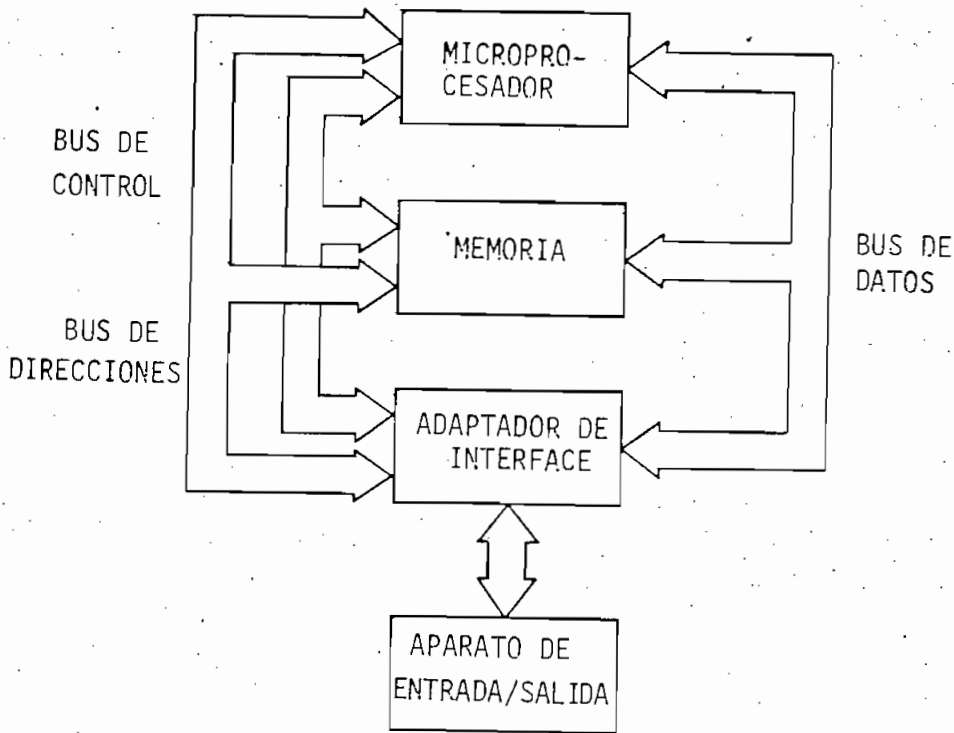 MICROPRO-
CESADOR
BUS DE
CONTROL
MEMORIA
BUS DE
DATOS
BUS DE
DIRECCIONES
ADAPTADOR DE
INTERFACE
APARATO DE
ENTRADA/SALIDA